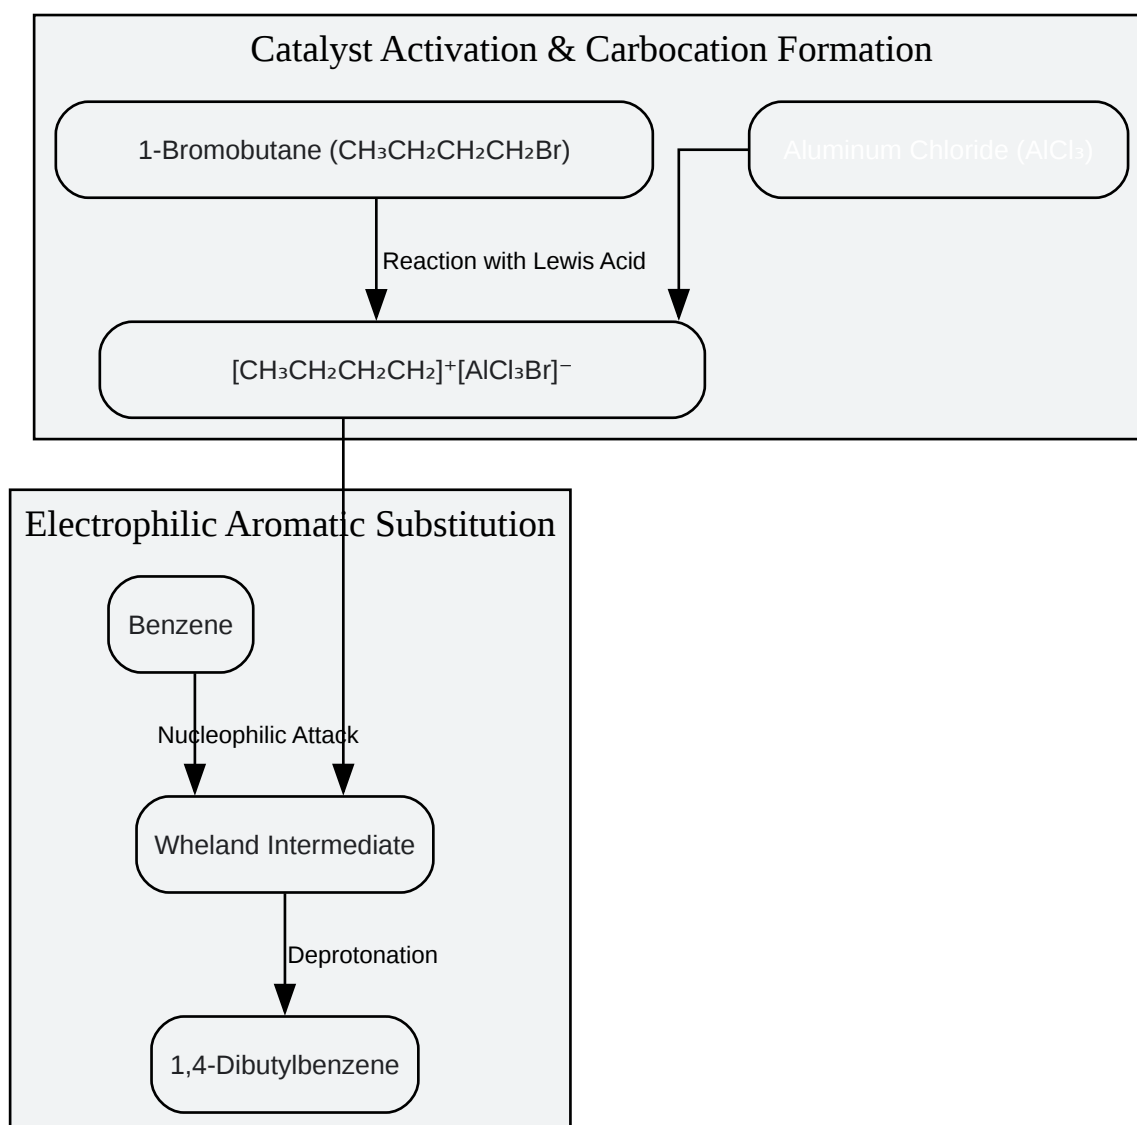 Catalyst Activation & Carbocation Formation
1-Bromobutane (CH₃CH₂CH₂CH₂Br)
Aluminum Chloride (AlCl₃)
Reaction with Lewis Acid
[CH₃CH₂CH₂CH₂]⁺[AlCl₃Br]⁻
Electrophilic Aromatic Substitution
Benzene
Nucleophilic Attack
Wheland Intermediate
Deprotonation
1,4-Dibutylbenzene